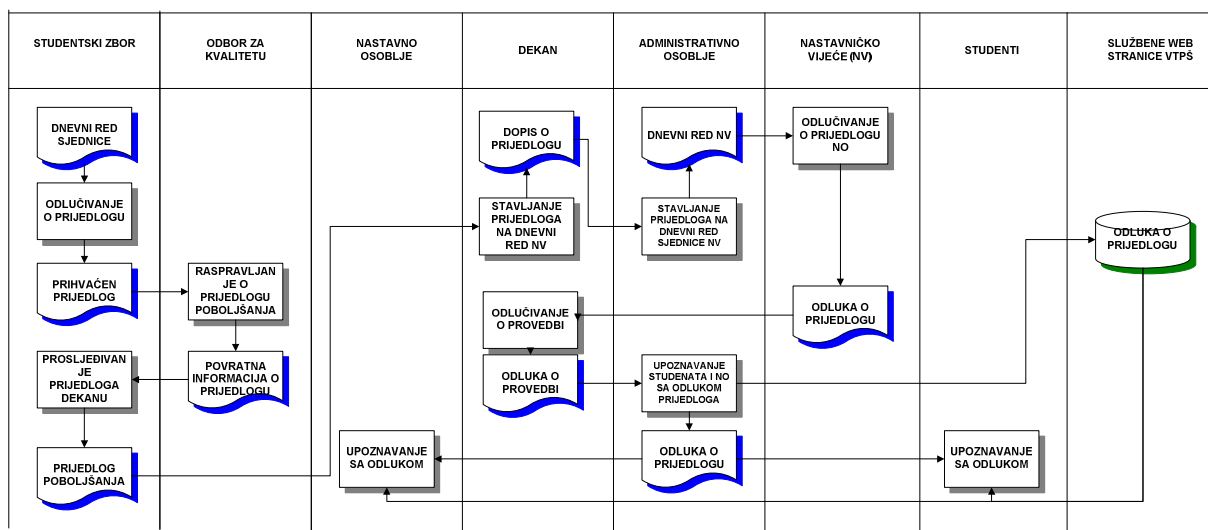 STUDENTSKI ZBOR
ODBOR ZA
KVALITETU
NASTAVNO
OSOBLJE
DEKAN
ADMINISTRATIVNO
OSOBLJE
NASTAVNIČKO
VIJEĆE (NV)
STUDENTI
SLUŽBENE WEB
STRANICE VTPŠ
DNEVNI RED
SJEDNICE
ODLUČIVANJE
O PRIJEDLOGU
PRIHVAĆEN
PRIJEDLOG
PROSLJEĐIVAN
JE
PRIJEDLOGA
DEKANU
PRIJEDLOG
POBOLJŠANJA
RASPRAVLJAN
JE O
PRIJEDLOGU
POBOLJŠANJA
POVRATNA
INFORMACIJA O
PRIJEDLOGU
UPOZNAVANJE
SA ODLUKOM
DOPIS O
PRIJEDLOGU
STAVLJANJE
PRIJEDLOGA
NA DNEVNI
RED NV
ODLUČIVANJE
O PROVEDBI
ODLUKA O
PROVEDBI
DNEVNI RED NV
STAVLJANJE
PRIJEDLOGA NA
DNEVNI RED
SJEDNICE NV
UPOZNAVANJE
STUDENATA I NO
SA ODLUKOM
PRIJEDLOGA
ODLUKA O
PRIJEDLOGU
ODLUČIVANJE
O PRIJEDLOGU
NO
ODLUKA O
PRIJEDLOGU
UPOZNAVANJE
SA ODLUKOM
ODLUKA O
PRIJEDLOGU